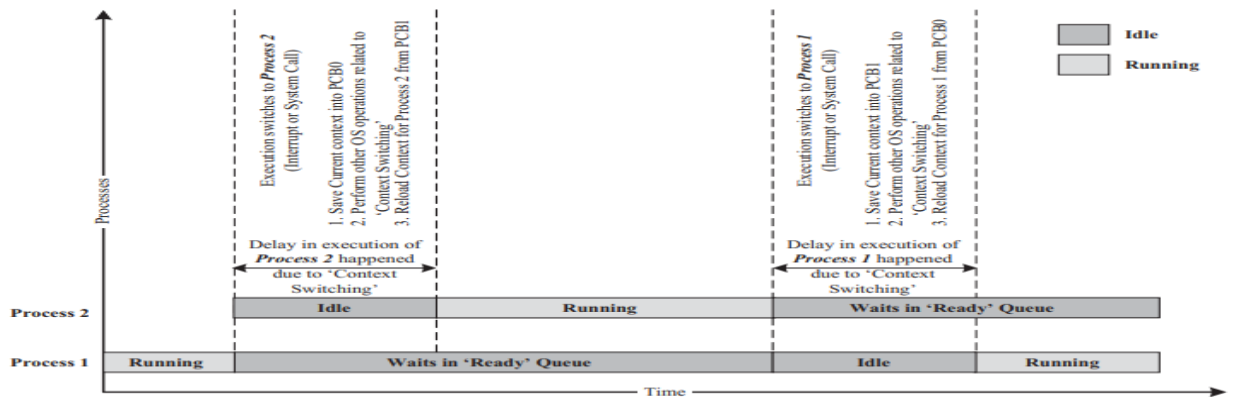 Idle
Running
Execution switches to Process 2
(Interrupt or System Call)
1. Save Current context into PCB0
2. Perform other OS operations related to
‘Context Switching’
3. Reload Context for Process 2 from PCB1
Execution switches to Process 1
(Interrupt or System Call)
1. Save Current context into PCB1
2. Perform other OS operations related to
‘Context Switching’
3. Reload Context for Process 1 from PCB0
Processes
Delay in execution of
Process 2 happened
due to ‘Context
Switching’
Delay in execution of
Process 1 happened
due to ‘Context
Switching’
Process 2
Idle
Running
Waits in ‘Ready’ Queue
Process 1
Running
Waits in ‘Ready’ Queue
Idle
Running
Time